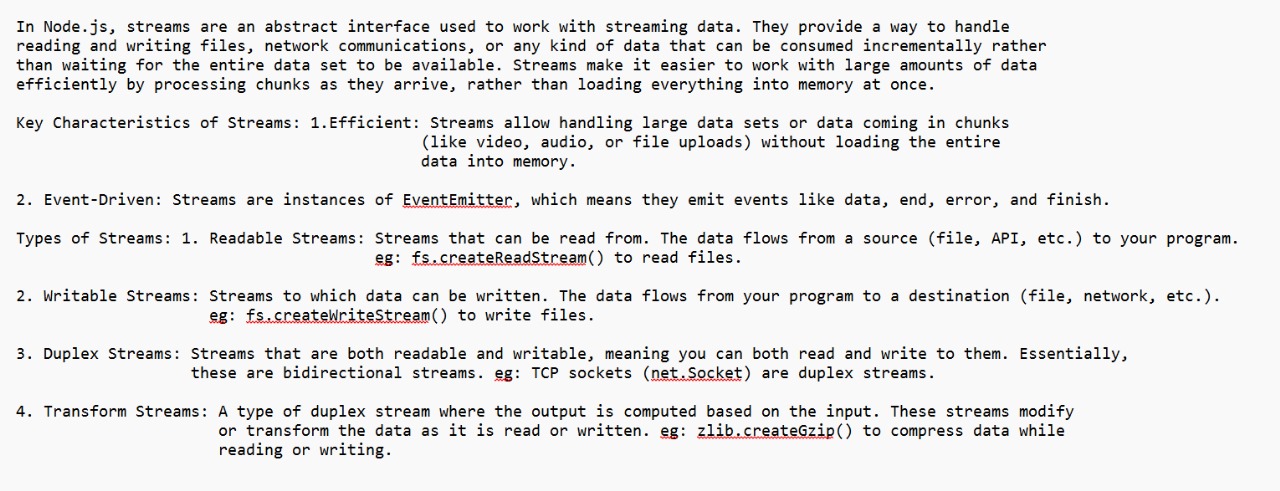 In Node.js, streams are an abstract interface used to work with streaming data. They provide a way to handle
reading and writing files, network communications, or any kind of data that can be consumed incrementally rather
than waiting for the entire data set to be available. Streams make it easier to work with large amounts of data
efficiently by processing chunks as they arrive, rather than loading everything into memory at once.
Key Characteristics of Streams: 1.Efficient: Streams allow handling large data sets or data coming in chunks
(like video, audio, or file uploads) without loading the entire
data into memory.
2. Event-Driven: Streams are instances of EventEmitter, which means they emit events like data, end, error, and finish.
Types of Streams: 1. Readable Streams: Streams that can be read from. The data flows from a source (file, API, etc.) to your program.
eg: fs.createReadStream() to read files.
2. Writable Streams: Streams to which data can be written. The data flows from your program to a destination (file, network, etc.).
eg: fs.createWriteStream() to write files.
3. Duplex Streams: Streams that are both readable and writable, meaning you can both read and write to them. Essentially,
these are bidirectional streams. eg: TCP sockets (net.Socket) are duplex streams.
4. Transform Streams: A type of duplex stream where the output is computed based on the input. These streams modify
or transform the data as it is read or written. eg: zlib.createGzip() to compress data while
reading or writing.